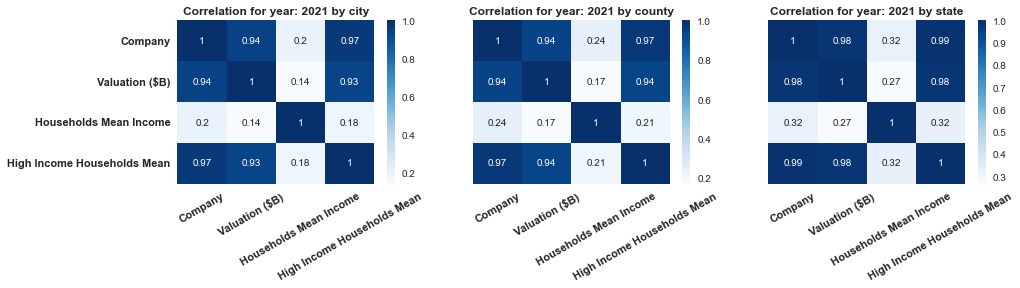 Correlation for year: 2021 by city
Company
Valuation ($B)
Households Mean Income
High Income Households Mean
1 0.94 0.2 0.97
0.94 1 0.14 0.93
0.2 0.14 1 0.18
0.97 0.93 0.18 1
Company
Valuation ($B)
Households Mean Income
High Income Households Mean
1.0
0.8
0.6
0.4
0.2
Correlation for year: 2021 by county
1 0.94 0.24 0.97
0.94 1 0.17 0.94
0.24 0.17 1 0.21
0.97 0.94 0.21 1
Company
Valuation ($B)
Households Mean Income
High Income Households Mean
1.0
0.8
0.6
0.4
0.2
Correlation for year: 2021 by state
1 0.98 0.32 0.99
0.98 1 0.27 0.98
0.32 0.27 1 0.32
0.99 0.98 0.32 1
Company
Valuation ($B)
Households Mean Income
High Income Households Mean
1.0
0.9
0.8
0.7
0.6
0.5
0.4
0.3